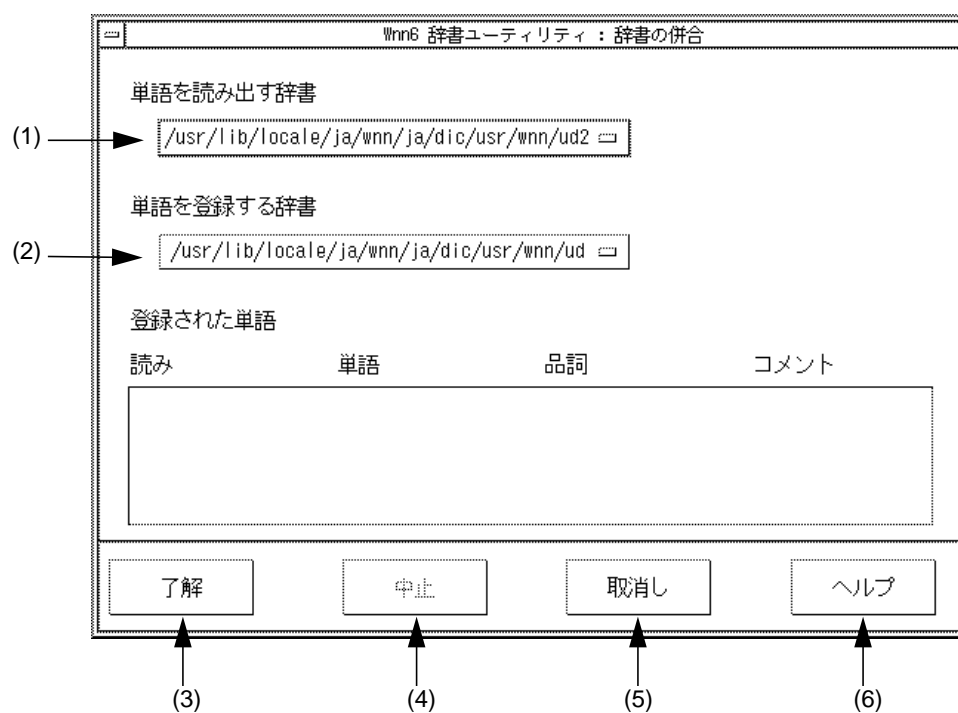 Wnn6 辞書ユーティリティ : 辞書の併合
単語を読み出す辞書
(1)
/usr/lib/locale/ja/wnn/ja/dic/usr/wnn/ud2
単語を登録する辞書
(2)
/usr/lib/locale/ja/wnn/ja/dic/usr/wnn/ud
登録された単語
読み 単語 品詞 コメント
了解 中止 取消し ヘルプ
(3) (4) (5) (6)